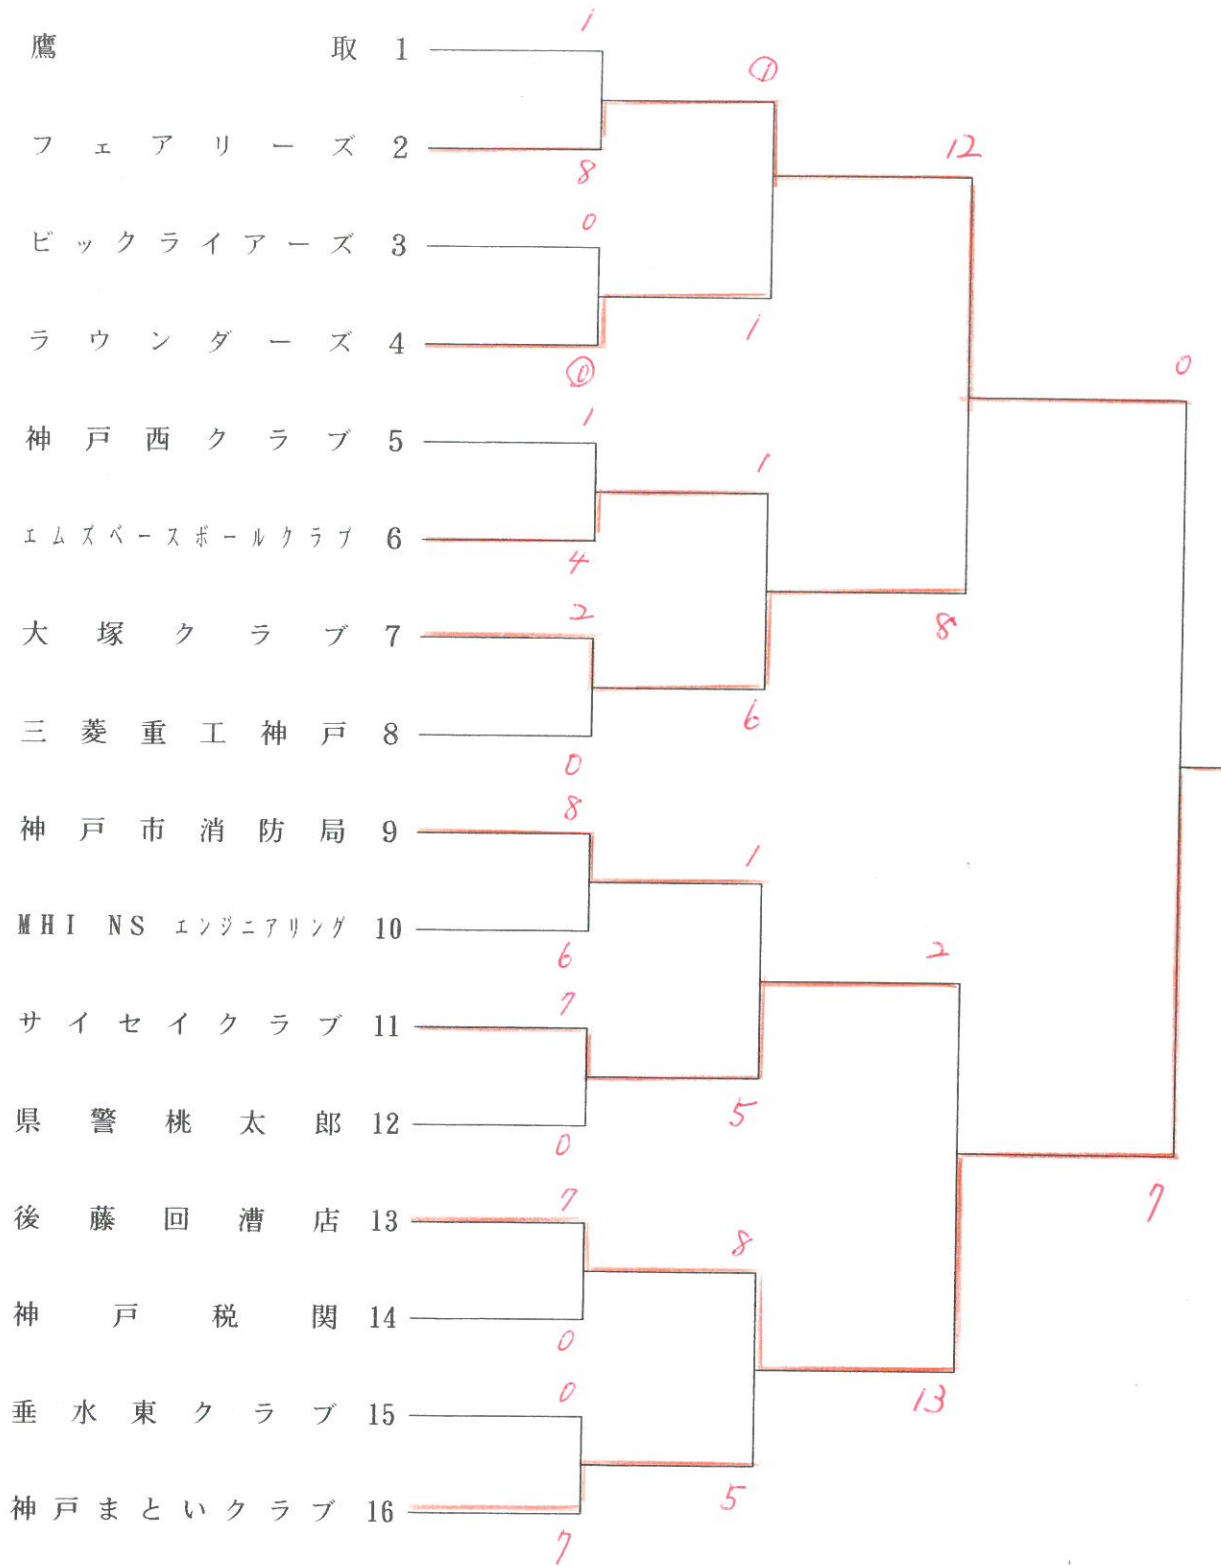 1
鷹取 1
①
フェアリーズ 2
12
8
0
ビックライアーズ 3
1
ラウンダーズ 4
0
⓪
1
神戸西クラブ 5
1
エムズベースボールクラブ 6
4
2
8
大塚クラブ 7
6
三菱重工神戸 8
0
8
神戸市消防局 9
1
MHI NS エンジニアリング 10
2
6
7
サイセイクラブ 11
5
県警桃太郎 12
0
7
7
後藤回漕店 13
8
神戸税関 14
0
0
13
垂水東クラブ 15
5
神戸まといクラブ 16
7